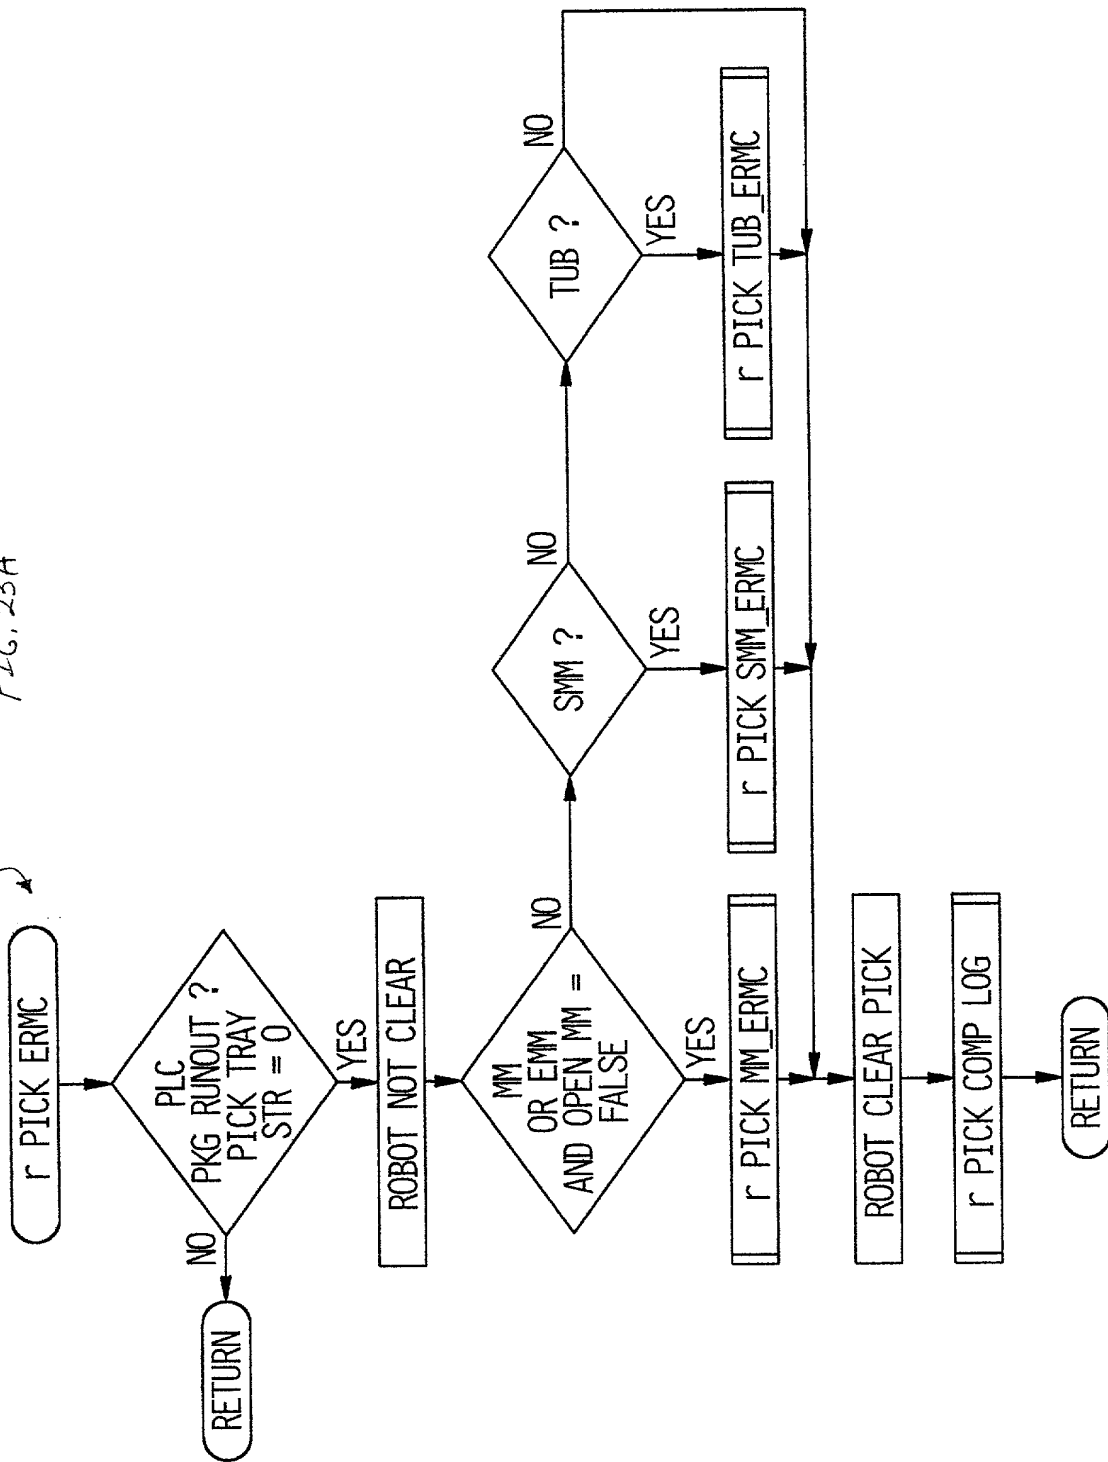 FIG. 23A
r PICK ERMC
PLC
PKG RUNOUT ?
PICK TRAY
STR = 0
NO
RETURN
YES
ROBOT NOT CLEAR
MM
OR EMM
AND OPEN MM =
FALSE
NO
SMM ?
NO
TUB ?
NO
YES
r PICK MM_ERMC
YES
r PICK SMM_ERMC
YES
r PICK TUB_ERMC
ROBOT CLEAR PICK
r PICK COMP LOG
RETURN